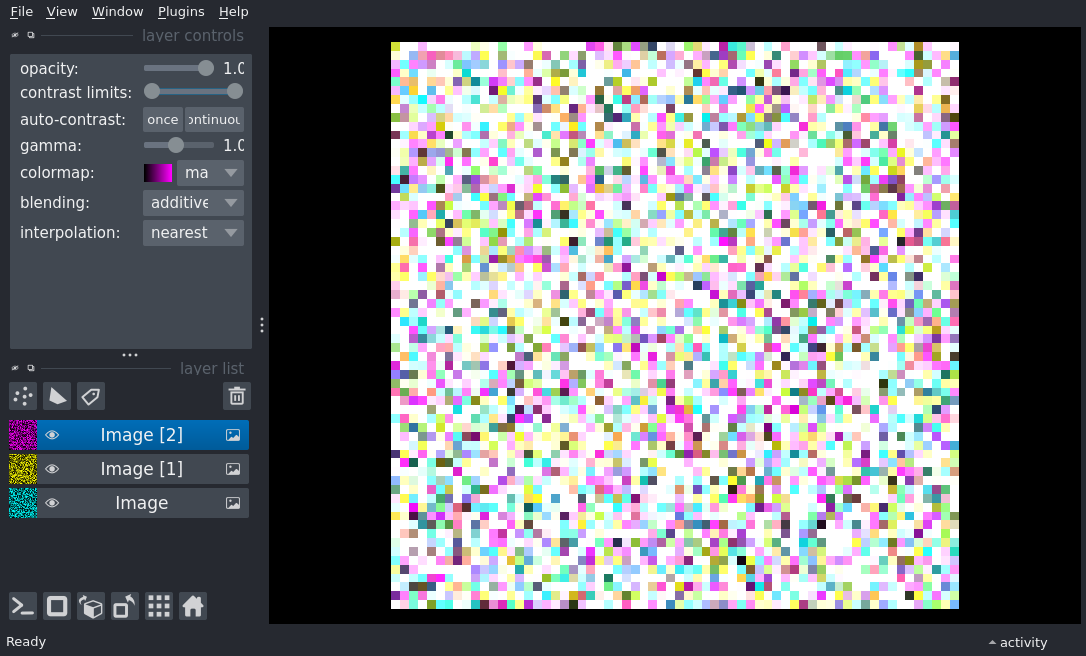 File View Window Plugins Help
layer controls
opacity: 1.0
contrast limits:
auto-contrast: once ontinuou
gamma: 1.0
colormap: ma
blending: additive
interpolation: nearest
layer list
Image [2]
Image [1]
Image
Ready
activity